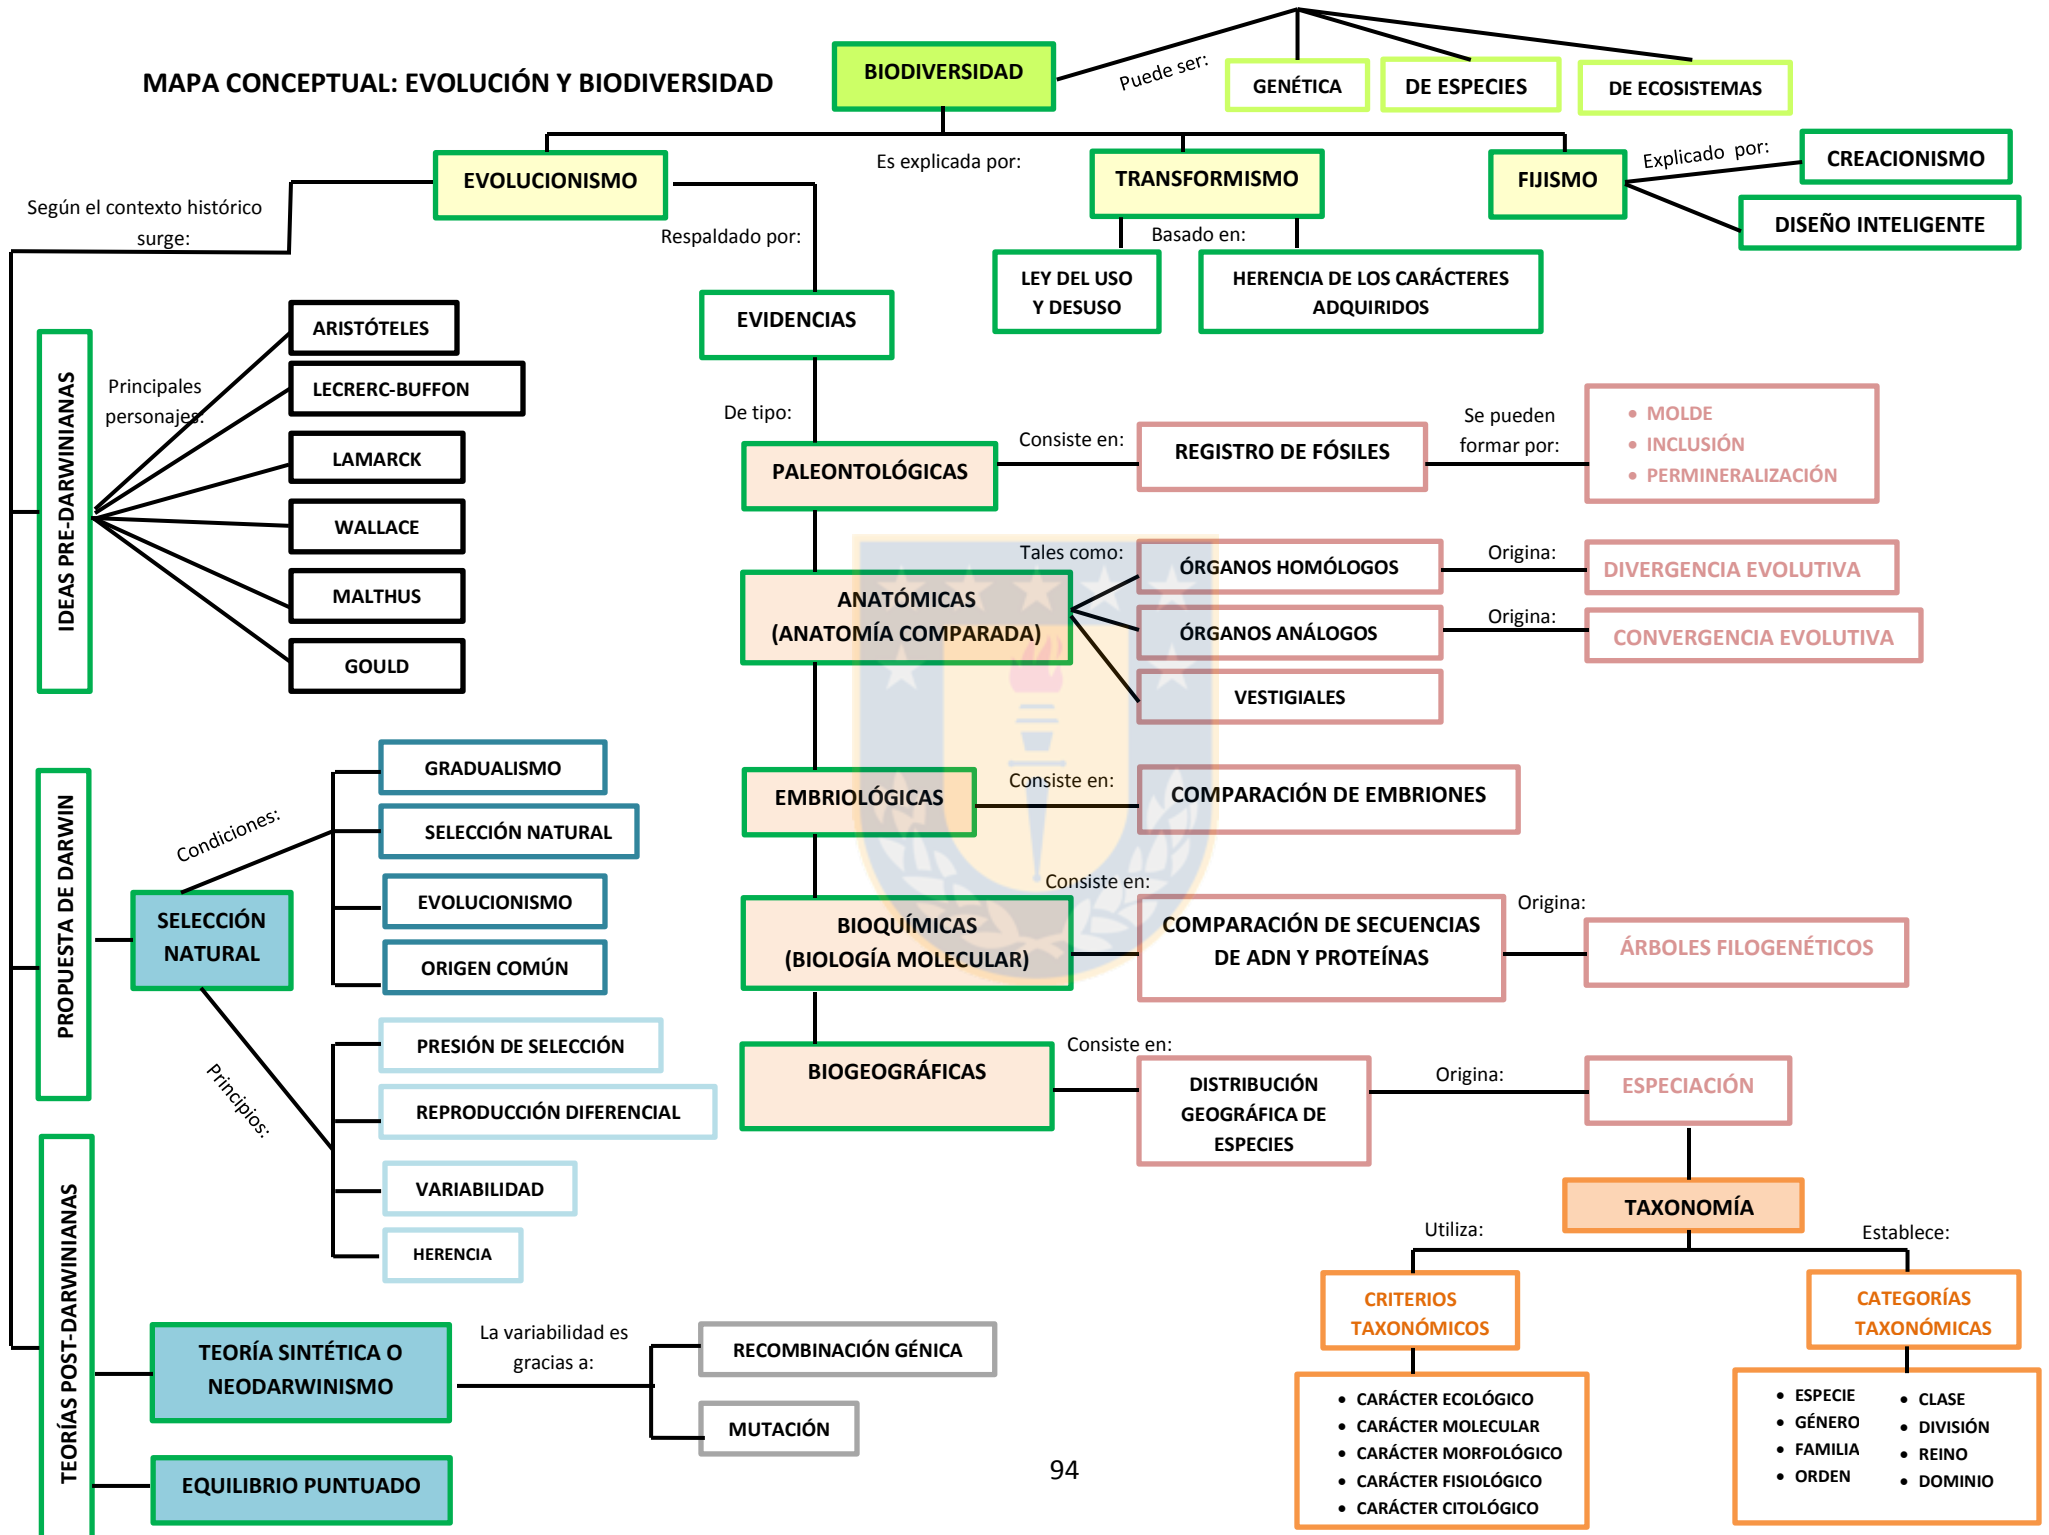 MAPA CONCEPTUAL: EVOLUCIÓN Y BIODIVERSIDAD
BIODIVERSIDAD
Puede ser:
GENÉTICA
DE ESPECIES
DE ECOSISTEMAS
Es explicada por:
EVOLUCIONISMO
TRANSFORMISMO
FIJISMO
Explicado por:
CREACIONISMO
DISEÑO INTELIGENTE
Basado en:
LEY DEL USO
Y DESUSO
HERENCIA DE LOS CARÁCTERES
ADQUIRIDOS
Según el contexto histórico
surge:
Respaldado por:
EVIDENCIAS
De tipo:
IDEAS PRE-DARWINIANAS
Principales
personajes:
ARISTÓTELES
LECRERC-BUFFON
LAMARCK
WALLACE
MALTHUS
GOULD
PALEONTOLÓGICAS
Consiste en:
REGISTRO DE FÓSILES
Se pueden
formar por:
• MOLDE
• INCLUSIÓN
• PERMINERALIZACIÓN
ANATÓMICAS
(ANATOMÍA COMPARADA)
Tales como:
ÓRGANOS HOMÓLOGOS
Origina:
DIVERGENCIA EVOLUTIVA
ÓRGANOS ANÁLOGOS
Origina:
CONVERGENCIA EVOLUTIVA
VESTIGIALES
EMBRIOLÓGICAS
Consiste en:
COMPARACIÓN DE EMBRIONES
BIOQUÍMICAS
(BIOLOGÍA MOLECULAR)
Consiste en:
COMPARACIÓN DE SECUENCIAS
DE ADN Y PROTEÍNAS
Origina:
ÁRBOLES FILOGENÉTICOS
BIOGEOGRÁFICAS
Consiste en:
DISTRIBUCIÓN
GEOGRÁFICA DE
ESPECIES
Origina:
ESPECIACIÓN
PROPUESTA DE DARWIN
SELECCIÓN
NATURAL
Condiciones:
GRADUALISMO
SELECCIÓN NATURAL
EVOLUCIONISMO
ORIGEN COMÚN
Principios:
PRESIÓN DE SELECCIÓN
REPRODUCCIÓN DIFERENCIAL
VARIABILIDAD
HERENCIA
TEORÍAS POST-DARWINIANAS
TEORÍA SINTÉTICA O
NEODARWINISMO
La variabilidad es
gracias a:
RECOMBINACIÓN GÉNICA
MUTACIÓN
EQUILIBRIO PUNTUADO
TAXONOMÍA
Utiliza:
CRITERIOS
TAXONÓMICOS
• CARÁCTER ECOLÓGICO
• CARÁCTER MOLECULAR
• CARÁCTER MORFOLÓGICO
• CARÁCTER FISIOLÓGICO
• CARÁCTER CITOLÓGICO
Establece:
CATEGORÍAS
TAXONÓMICAS
• ESPECIE
• GÉNERO
• FAMILIA
• ORDEN
• CLASE
• DIVISIÓN
• REINO
• DOMINIO
94